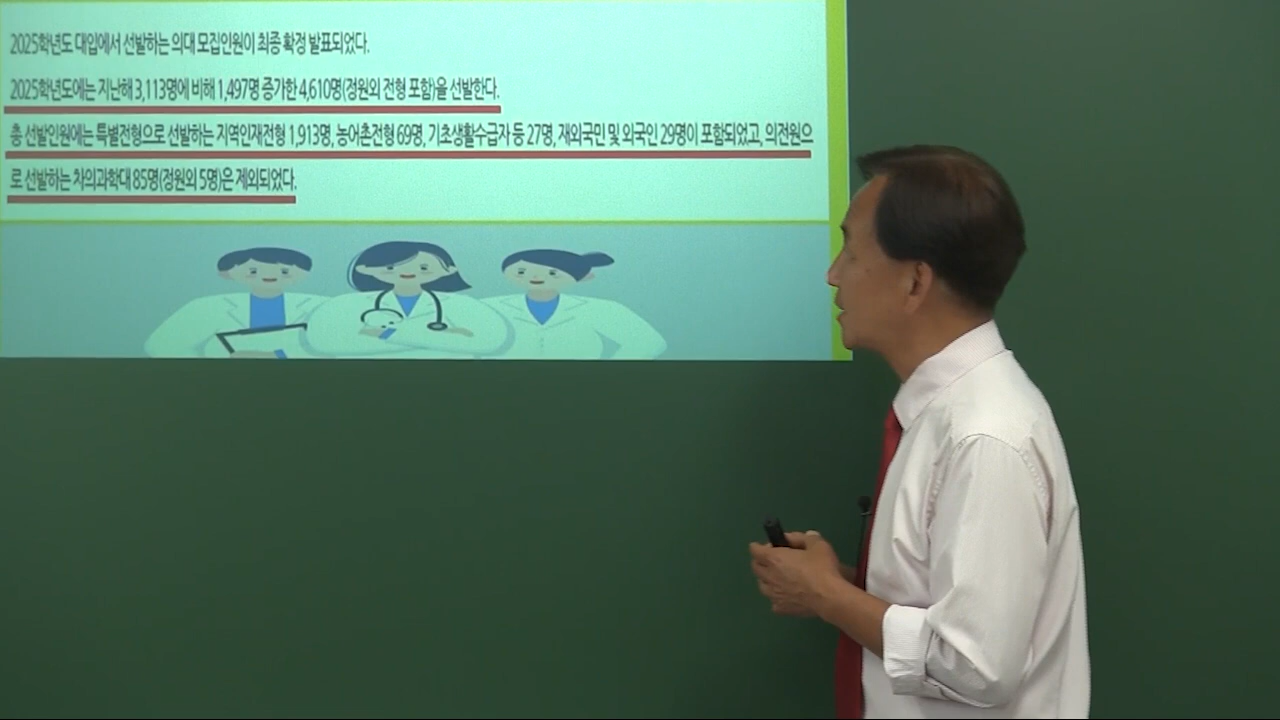 2025학년도 대입에서 선발하는 의대 모집인원이 최종 확정 발표되었다.
2025학년도에는 지난해 3,113명에 비해 1,497명 증가한 4,610명(정원외 전형 포함)을 선발한다.
총 선발인원에는 특별전형으로 선발하는 지역인재전형 1,913명, 농어촌전형 69명, 기초생활수급자 등 27명, 재외국민 및 외국인 29명이 포함되었고, 의전원으
로 선발하는 차의과학대 85명(정원외 5명)은 제외되었다.